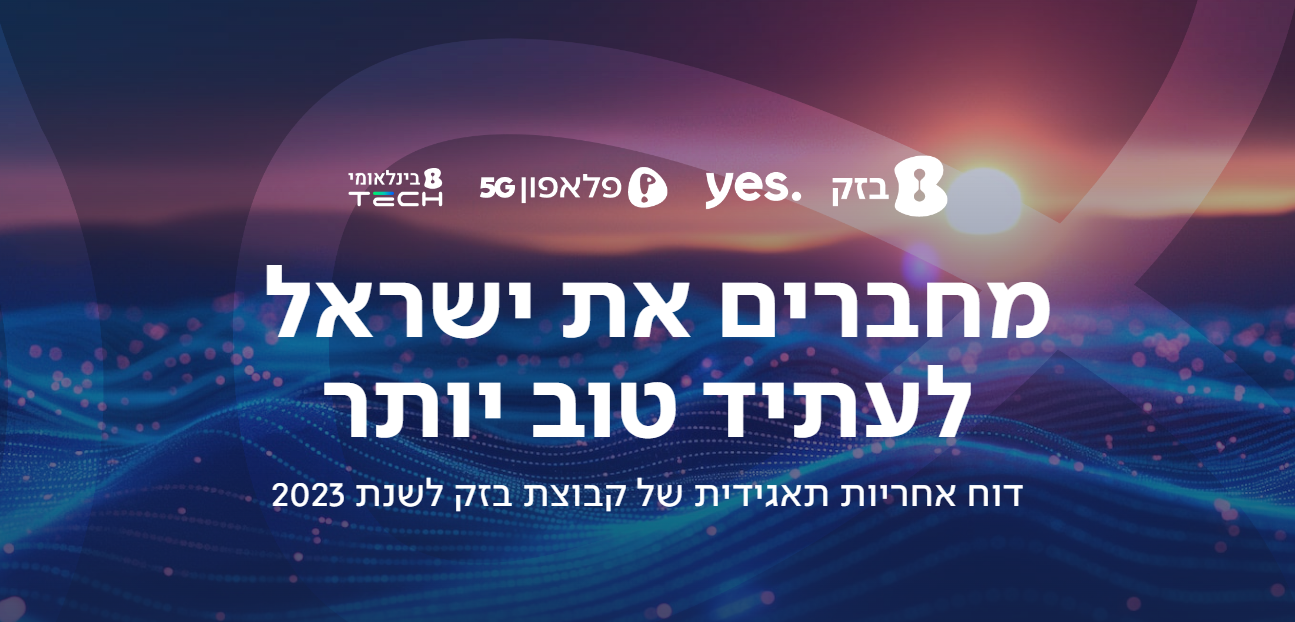 בזק
yes.
פלאפון 5G
בינלאומי
TECH
מחברים את ישראל
לעתיד טוב יותר
דוח אחריות תאגידית של קבוצת בזק לשנת 2023